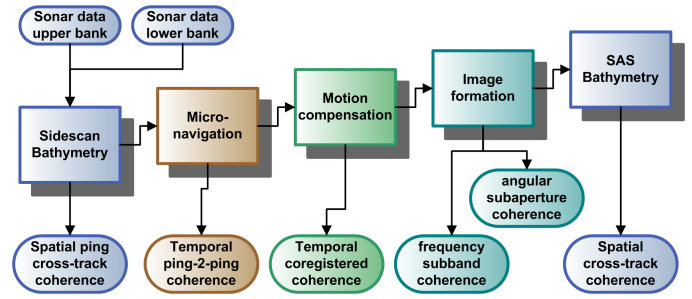 Sonar data
upper bank
Sonar data
lower bank
Sidescan
Bathymetry
Micro-
navigation
Motion
compensation
Image
formation
SAS
Bathymetry
angular
subaperture
coherence
Spatial ping
cross-track
coherence
Temporal
ping-2-ping
coherence
Temporal
coregistered
coherence
frequency
subband
coherence
Spatial
cross-track
coherence